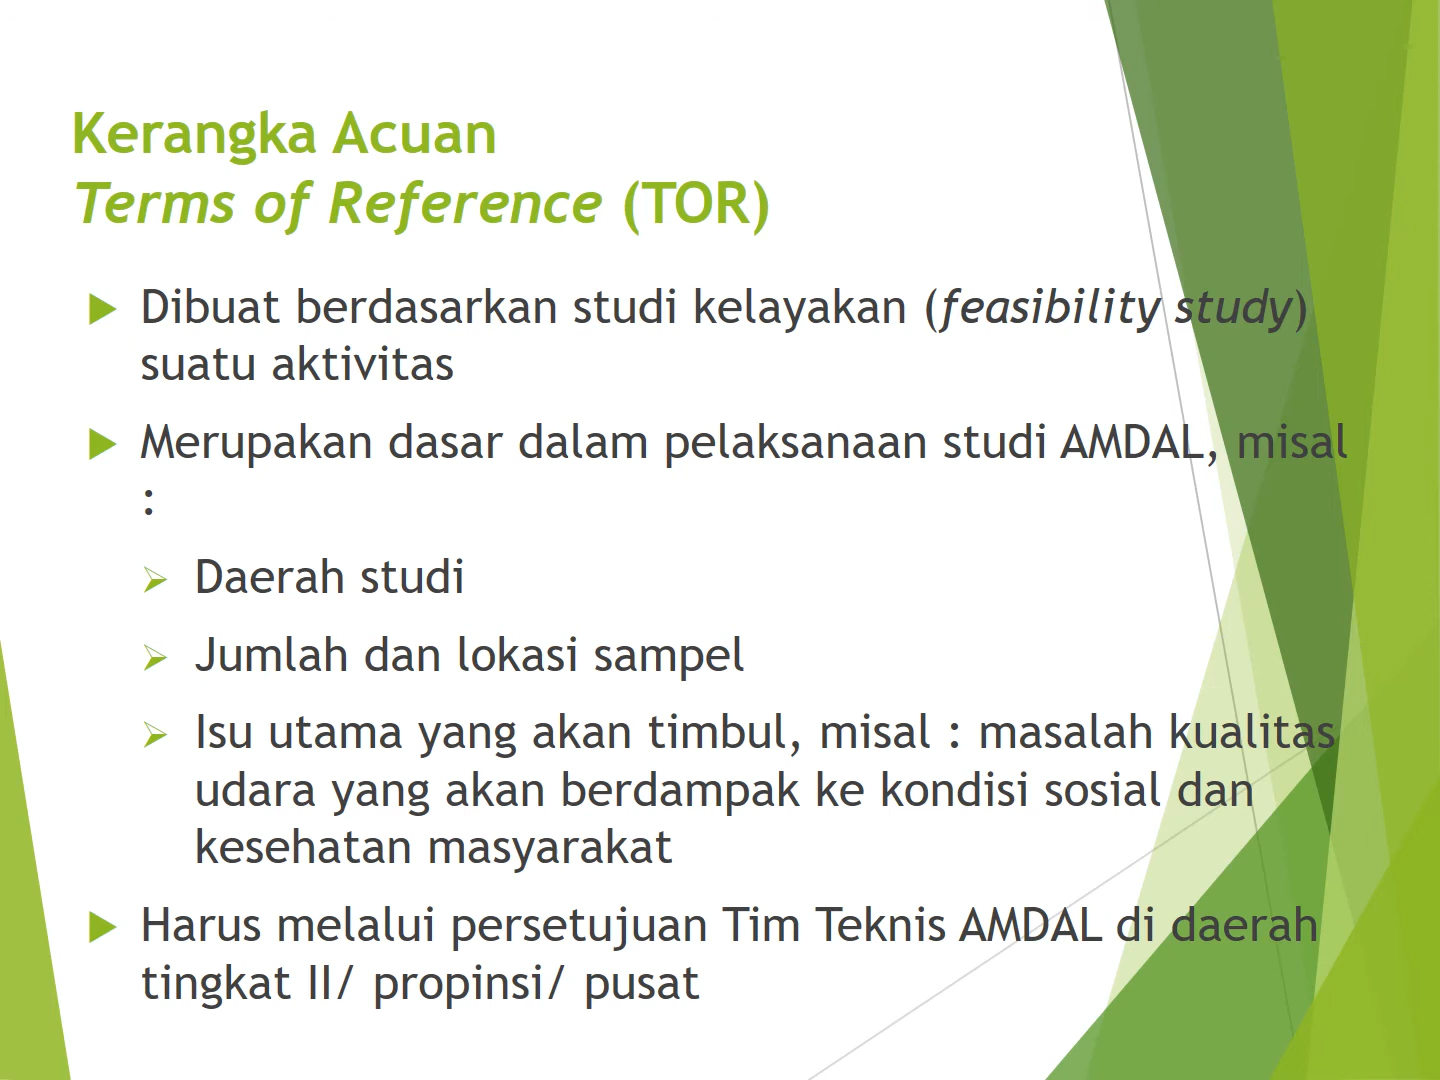 Kerangka Acuan
Terms of Reference (TOR)
Dibuat berdasarkan studi kelayakan (feasibility study)
suatu aktivitas
Merupakan dasar dalam pelaksanaan studi AMDAL, misal
:
Daerah studi
Jumlah dan lokasi sampel
Isu utama yang akan timbul, misal : masalah kualitas
udara yang akan berdampak ke kondisi sosial dan
kesehatan masyarakat
Harus melalui persetujuan Tim Teknis AMDAL di daerah
tingkat II/ propinsi/ pusat